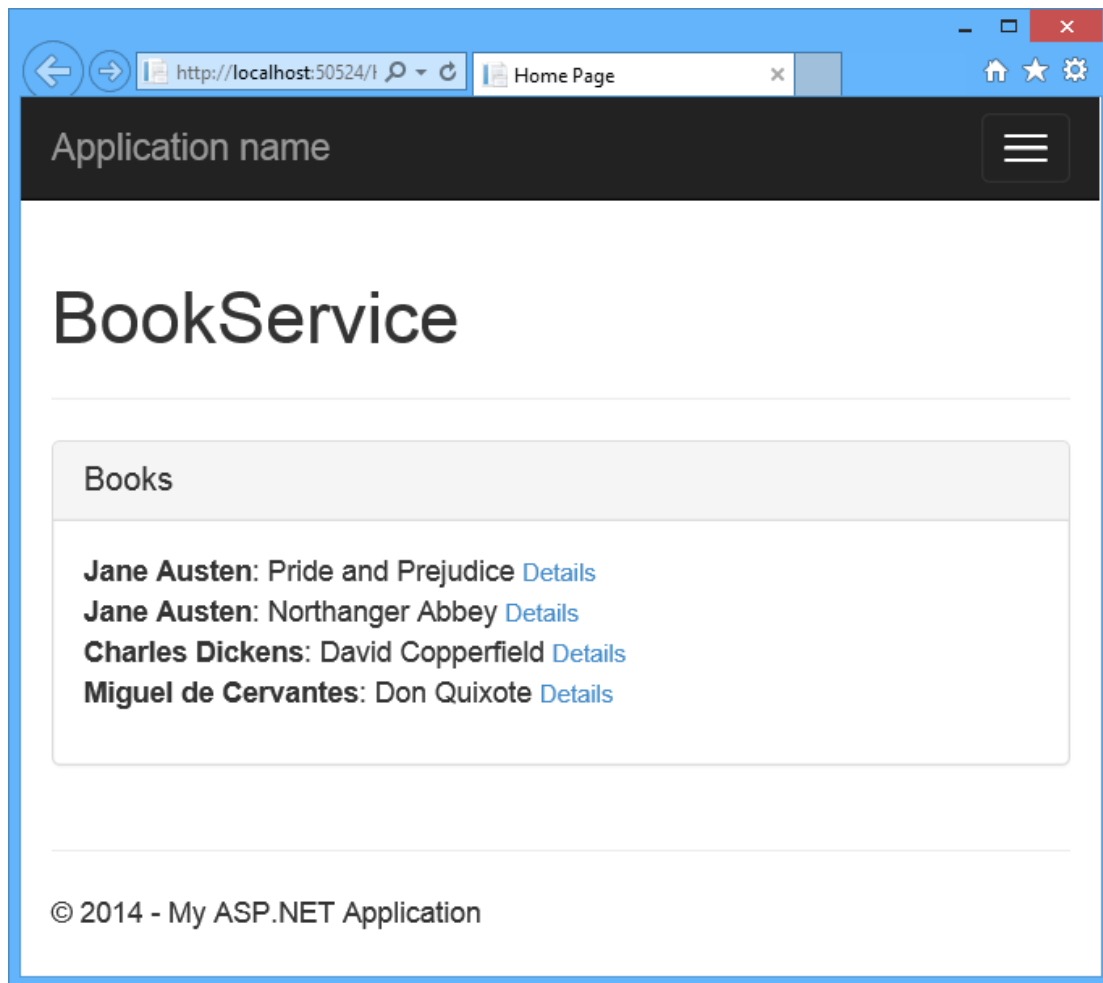 http://localhost:50524/
Home Page
Application name
BookService
Books
Jane Austen: Pride and Prejudice Details
Jane Austen: Northanger Abbey Details
Charles Dickens: David Copperfield Details
Miguel de Cervantes: Don Quixote Details
© 2014 - My ASP.NET Application